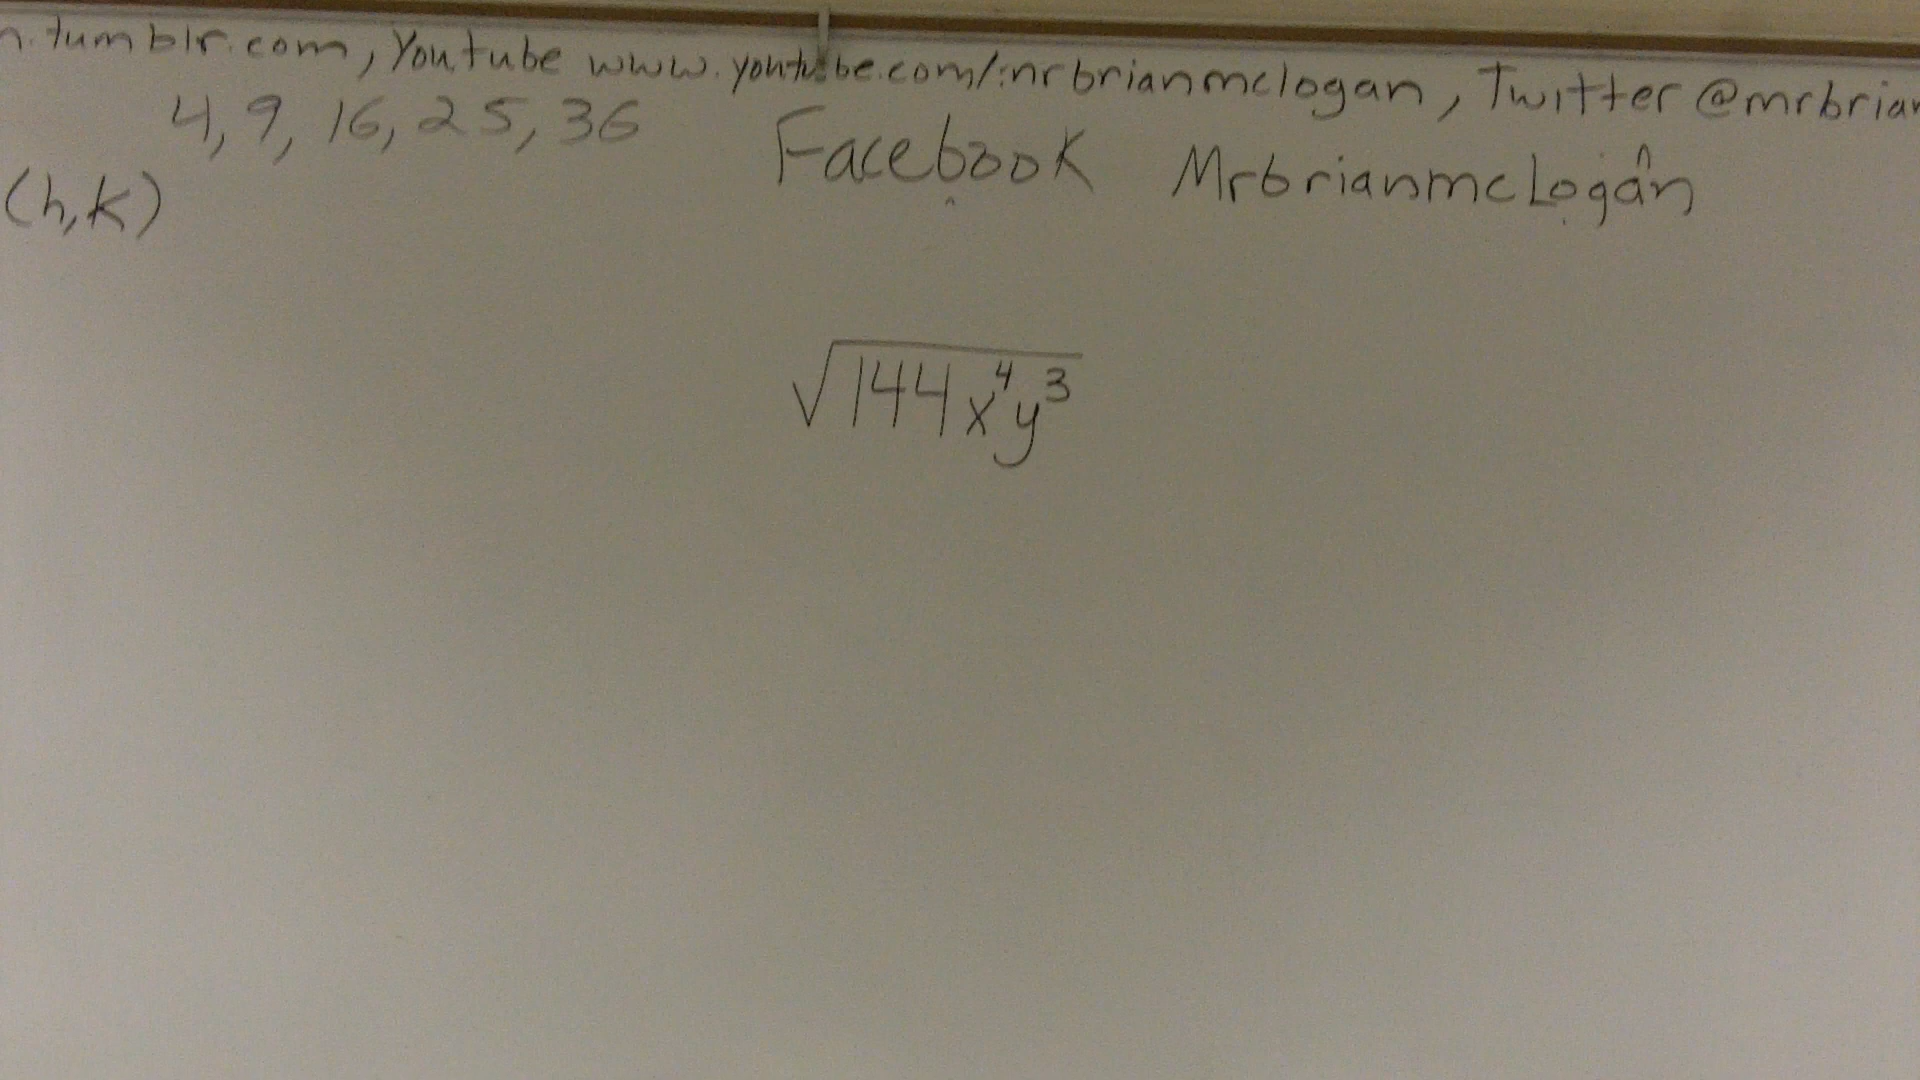 n.tumblr.com, Youtube www.youtube.com/mrbrianmclogan, Twitter @mrbrian
4, 9, 16, 25, 36
Facebook MrbrianmcLogan
(h,k)
√144x⁴y³